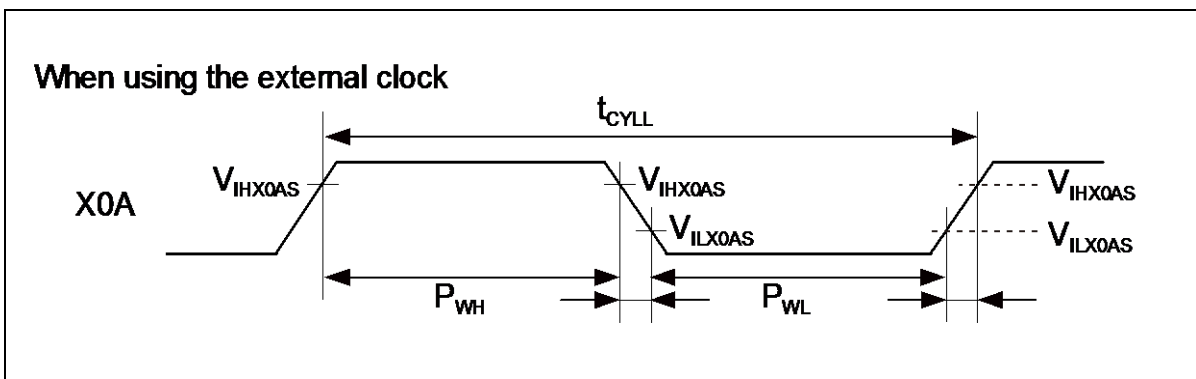 When using the external clock
tCYLL
X0A
VIHX0AS
VIHX0AS
VILX0AS
VIHX0AS
VILX0AS
PWH
PWL